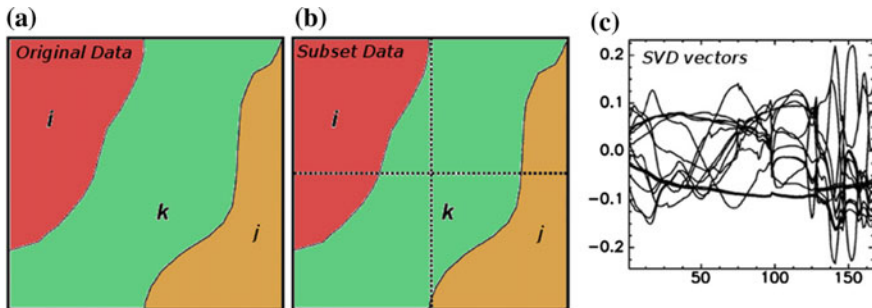 (a)
Original Data
i
k
j
(b)
Subset Data
i
k
j
(c)
SVD vectors
0.2
0.1
0.0
-0.1
-0.2
50
100
150